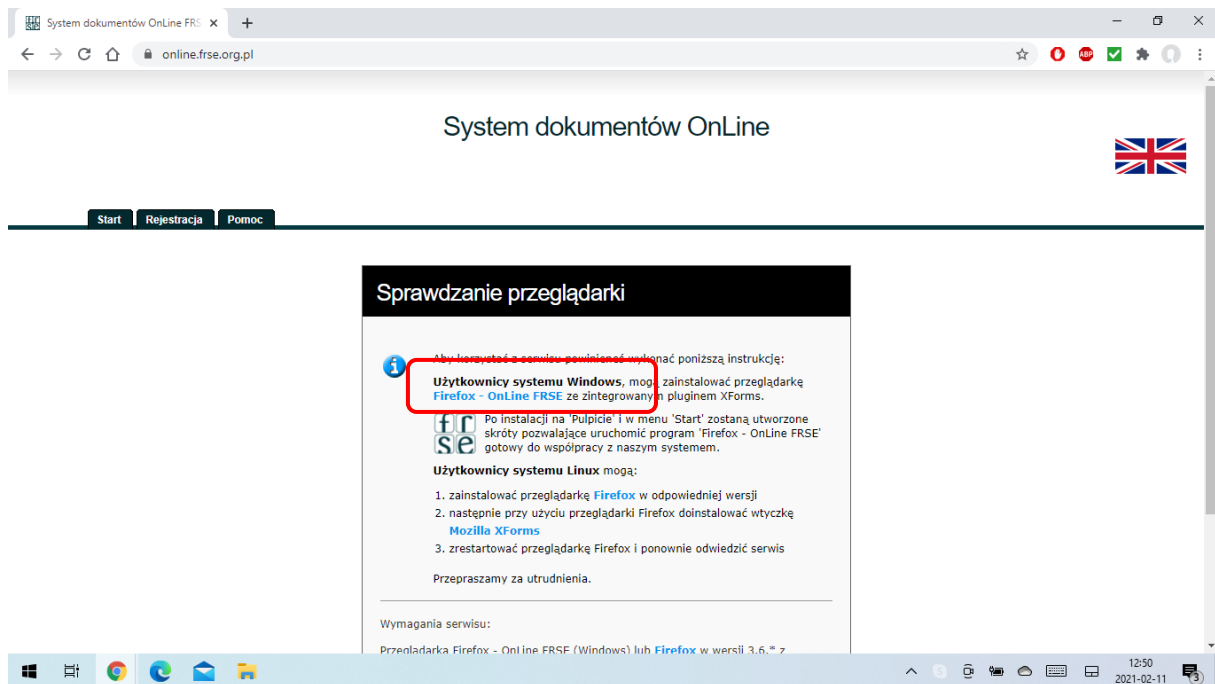 System dokumentów OnLine FRS
online.frse.org.pl
ABP
System dokumentów OnLine
Start Rejestracja Pomoc
Sprawdzanie przeglądarki
Aby korzystać z serwisu powinieneś wykonać poniższą instrukcję:
Użytkownicy systemu Windows, mogą zainstalować przeglądarkę
Firefox - OnLine FRSE ze zintegrowanym pluginem XForms.
frse
Po instalacji na 'Pulpicie' i w menu 'Start' zostaną utworzone
skróty pozwalające uruchomić program 'Firefox - OnLine FRSE'
gotowy do współpracy z naszym systemem.
Użytkownicy systemu Linux mogą:
1. zainstalować przeglądarkę Firefox w odpowiedniej wersji
2. następnie przy użyciu przeglądarki Firefox doinstalować wtyczkę
Mozilla XForms
3. zrestartować przeglądarkę Firefox i ponownie odwiedzić serwis
Przepraszamy za utrudnienia.
Wymagania serwisu:
Przeglądarka Firefox - OnLine FRSE (Windows) lub Firefox w wersji 3.6.* z
12:50
2021-02-11
3